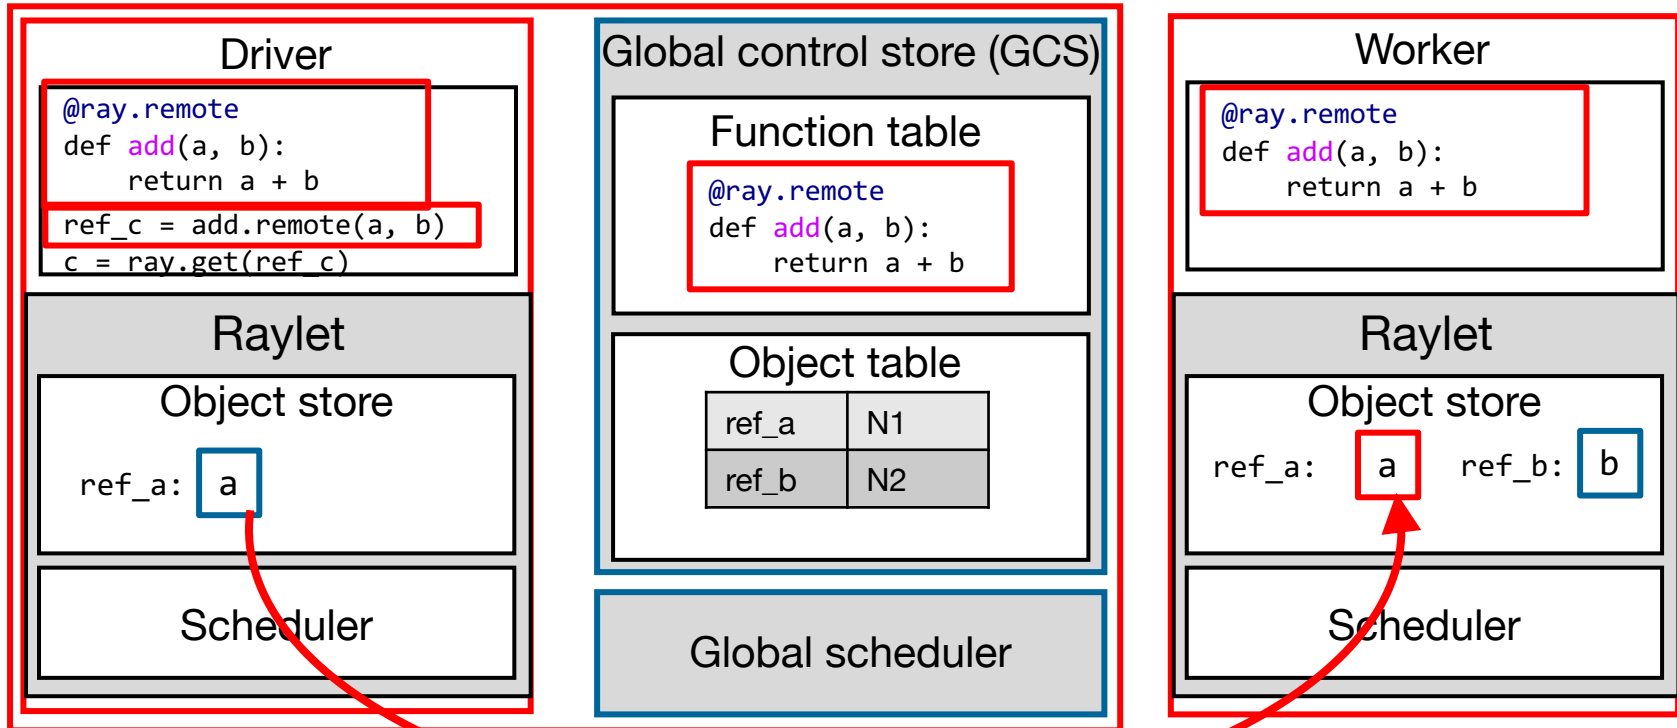 Driver
@ray.remote
def add(a, b):
    return a + b
ref_c = add.remote(a, b)
c = ray.get(ref_c)
Raylet
Object store
ref_a: a
Scheduler
Global control store (GCS)
Function table
@ray.remote
def add(a, b):
    return a + b
Object table
ref_a N1
ref_b N2
Global scheduler
Worker
@ray.remote
def add(a, b):
    return a + b
Raylet
Object store
ref_a: a ref_b: b
Scheduler